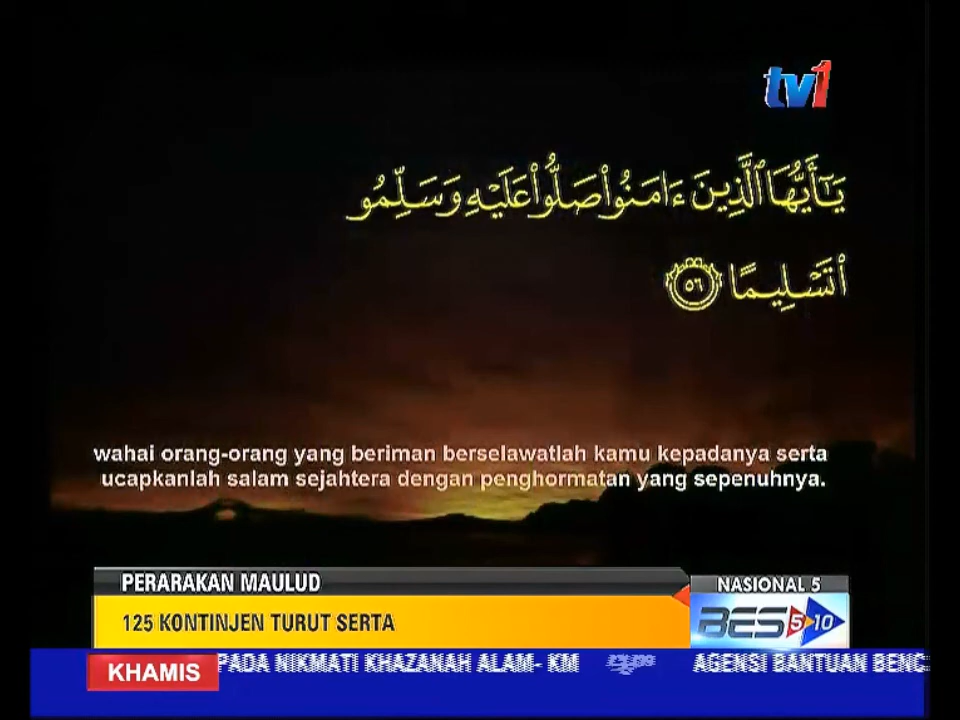 tv1
يَٰٓأَيُّهَا ٱلَّذِينَ ءَامَنُوا۟ صَلُّوا۟ عَلَيْهِ وَسَلِّمُو
ا۟ تَسْلِيمًا ٥٦
wahai orang-orang yang beriman berselawatlah kamu kepadanya serta
ucapkanlah salam sejahtera dengan penghormatan yang sepenuhnya.
PERARAKAN MAULUD
NASIONAL 5
125 KONTINJEN TURUT SERTA
BES 5 10
KHAMIS PADA NIKMATI KHAZANAH ALAM- KM AGENSI BANTUAN BENC